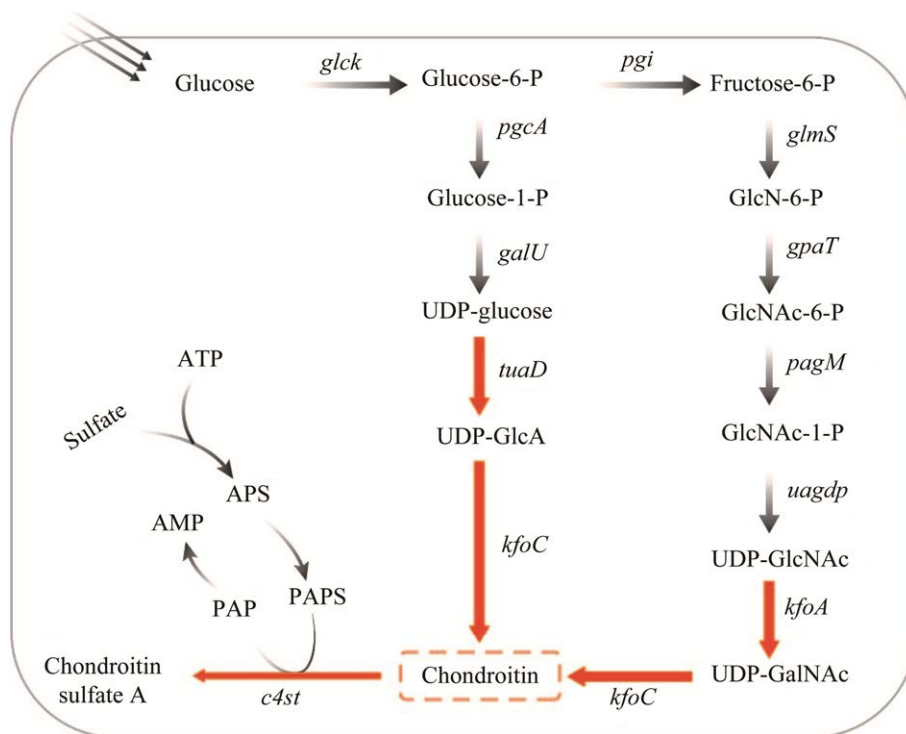 Glucose
glck
Glucose-6-P
pgi
Fructose-6-P
pgcA
glmS
Glucose-1-P
GlcN-6-P
galU
gpaT
UDP-glucose
GlcNAc-6-P
ATP
tuaD
pagM
Sulfate
UDP-GlcA
GlcNAc-1-P
APS
uagdp
AMP
kfoC
UDP-GlcNAc
PAP
PAPS
kfoA
Chondroitin
sulfate A
c4st
Chondroitin
kfoC
UDP-GalNAc